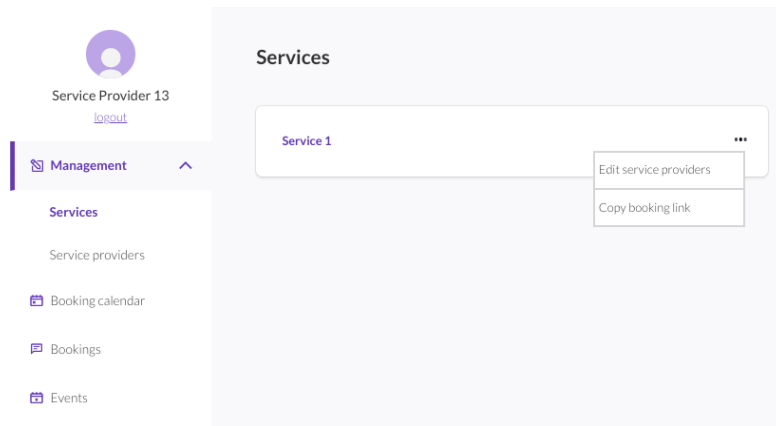 Service Provider 13
logout
Management
Services
Service providers
Booking calendar
Bookings
Events
Services
Service 1
Edit service providers
Copy booking link